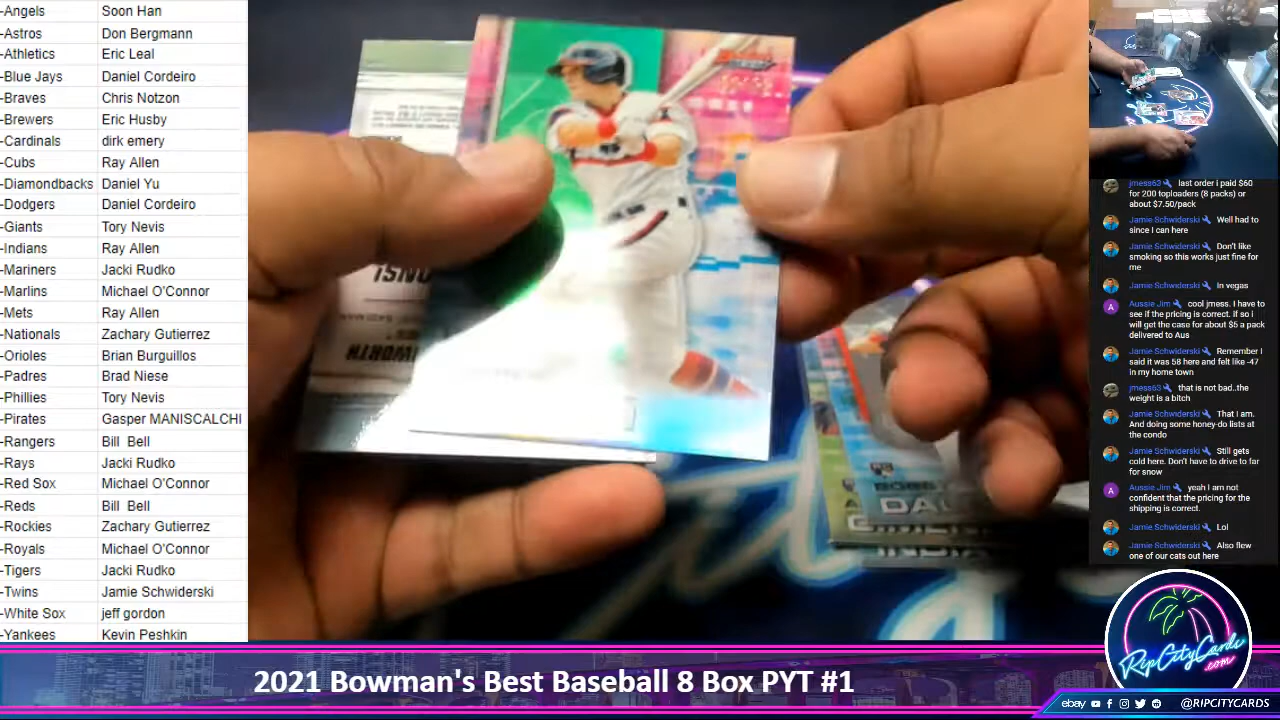 -Angels Soon Han
-Astros Don Bergmann
-Athletics Eric Leal
-Blue Jays Daniel Cordeiro
-Braves Chris Notzon
-Brewers Eric Husby
-Cardinals dirk emery
-Cubs Ray Allen
-Diamondbacks Daniel Yu
-Dodgers Daniel Cordeiro
-Giants Tory Nevis
-Indians Ray Allen
-Mariners Jacki Rudko
-Marlins Michael O'Connor
-Mets Ray Allen
-Nationals Zachary Gutierrez
-Orioles Brian Burguillos
-Padres Brad Niese
-Phillies Tory Nevis
-Pirates Gasper MANISCALCHI
-Rangers Bill Bell
-Rays Jacki Rudko
-Red Sox Michael O'Connor
-Reds Bill Bell
-Rockies Zachary Gutierrez
-Royals Michael O'Connor
-Tigers Jacki Rudko
-Twins Jamie Schwiderski
-White Sox jeff gordon
-Yankees Kevin Peshkin
jmess63 last order i paid $60
for 200 toploaders (8 packs) or
about $7.50/pack
Jamie Schwiderski Well had to
since I can here
Jamie Schwiderski Don't like
smoking so this works just fine for
me
Jamie Schwiderski In vegas
Aussie Jim cool jmess. I have to
see if the pricing is correct. If so i
will get the case for about $5 a pack
delivered to Aus
Jamie Schwiderski Remember I
said it was 58 here and felt like -47
in my home town
jmess63 that is not bad..the
weight is a bitch
Jamie Schwiderski That I am.
And doing some honey-do lists at
the condo
Jamie Schwiderski Still gets
cold here. Don't have to drive to far
for snow
Aussie Jim yeah I am not
confident that the pricing for the
shipping is correct.
Jamie Schwiderski Lol
Jamie Schwiderski Also flew
one of our cats out here
RipCityCards
.com
2021 Bowman's Best Baseball 8 Box PYT #1
ebay @RIPCITYCARDS